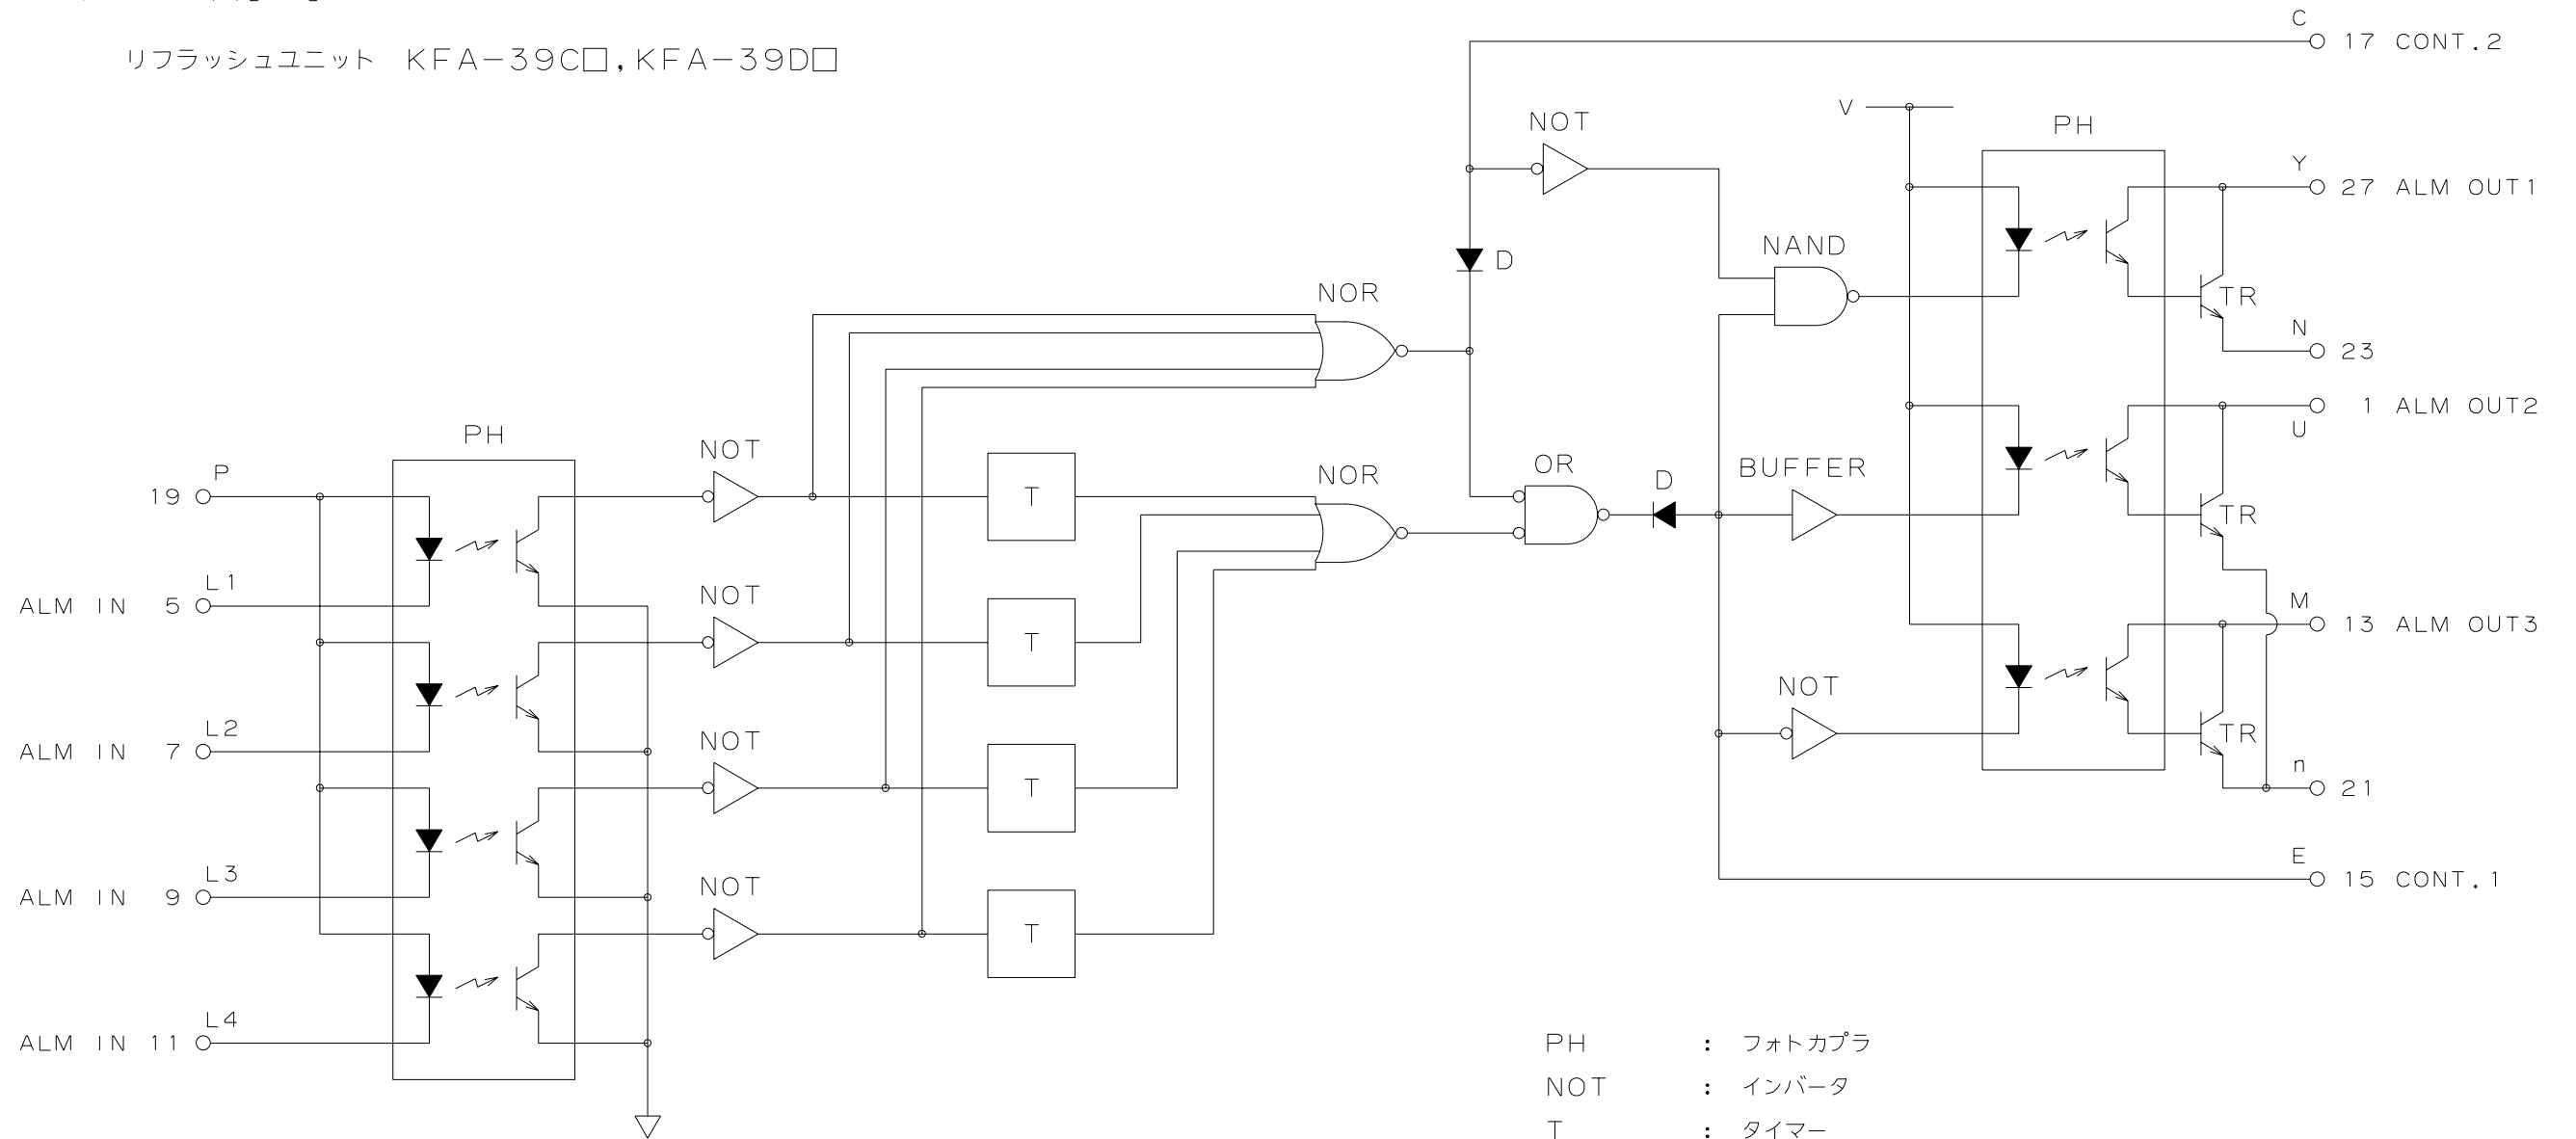 リフラッシュユニット KFA-39C□,KFA-39D□
C
17 CONT.2
NOT
V
PH
Y
27 ALM OUT1
NAND
D
TR
NOR
N
23
PH
NOT
NOR
OR
D
BUFFER
1 ALM OUT2
U
19
P
T
TR
L1
ALM IN 5
NOT
T
M
13 ALM OUT3
NOT
TR
L2
ALM IN 7
NOT
T
n
21
L3
ALM IN 9
NOT
T
E
15 CONT.1
L4
ALM IN 11
PH : フォトカプラ
NOT : インバータ
T : タイマー